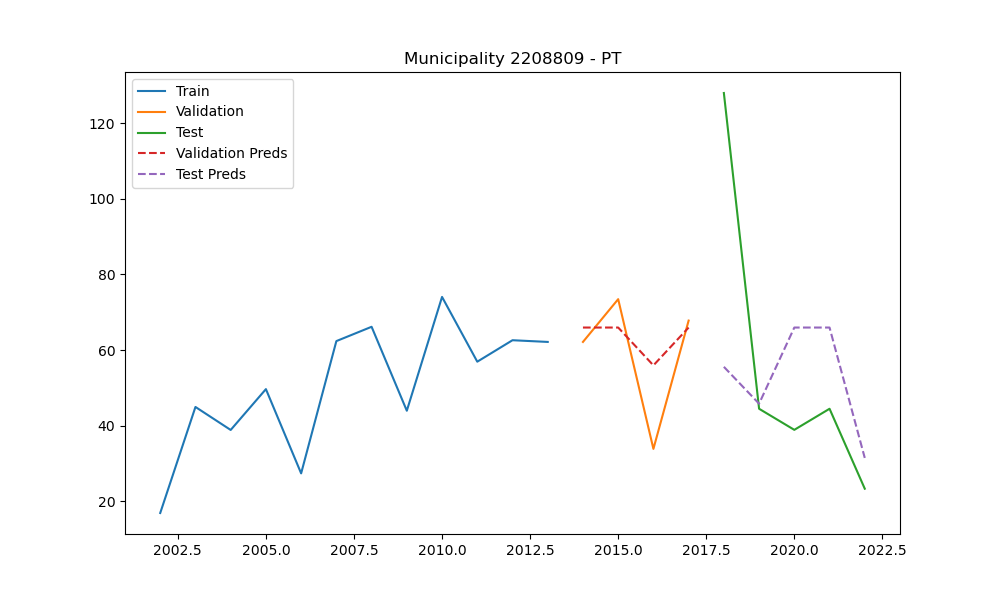 Municipality 2208809 - PT
Train
Validation
Test
Validation Preds
Test Preds
120
100
80
60
40
20
2002.5 2005.0 2007.5 2010.0 2012.5 2015.0 2017.5 2020.0 2022.5